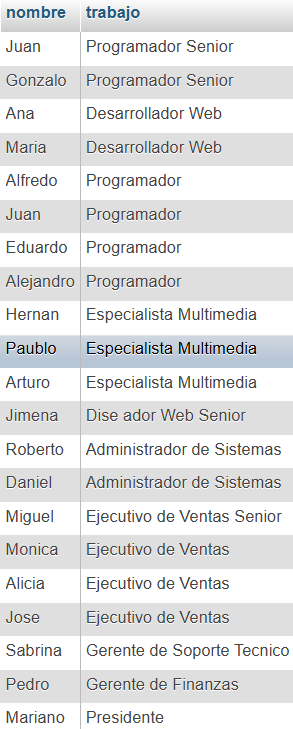 nombre trabajo
Juan Programador Senior
Gonzalo Programador Senior
Ana Desarrollador Web
Maria Desarrollador Web
Alfredo Programador
Juan Programador
Eduardo Programador
Alejandro Programador
Hernan Especialista Multimedia
Paublo Especialista Multimedia
Arturo Especialista Multimedia
Jimena Dise ador Web Senior
Roberto Administrador de Sistemas
Daniel Administrador de Sistemas
Miguel Ejecutivo de Ventas Senior
Monica Ejecutivo de Ventas
Alicia Ejecutivo de Ventas
Jose Ejecutivo de Ventas
Sabrina Gerente de Soporte Tecnico
Pedro Gerente de Finanzas
Mariano Presidente